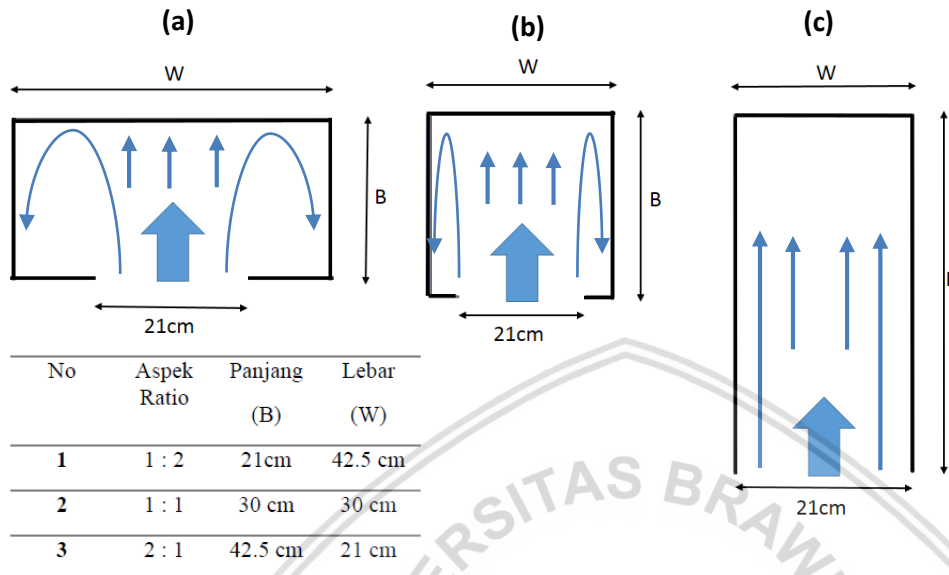 (a)
(b)
(c)
W
W
W
B
B
21cm
21cm
21cm
No Aspek Ratio Panjang (B) Lebar (W)
1 1 : 2 21cm 42.5 cm
2 1 : 1 30 cm 30 cm
3 2 : 1 42.5 cm 21 cm
ERSITAS BRAW